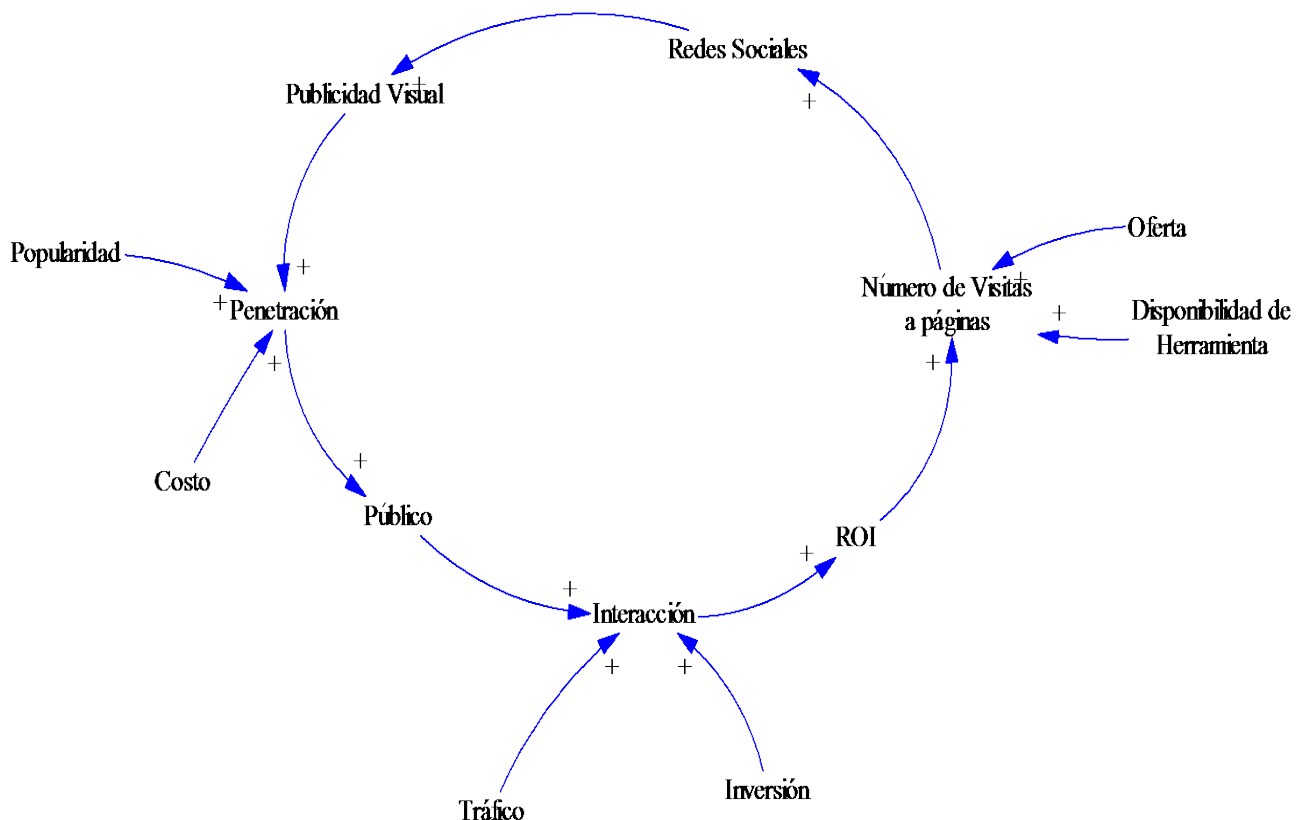 Redes Sociales
+
Publicidad Visual
+
Oferta
Popularidad
+
+
Penetración
+
Número de Visitas
a páginas
+
+
Disponibilidad de
Herramienta
+
+
Costo
+
Público
ROI
+
+
Interacción
+
+
Inversión
Tráfico